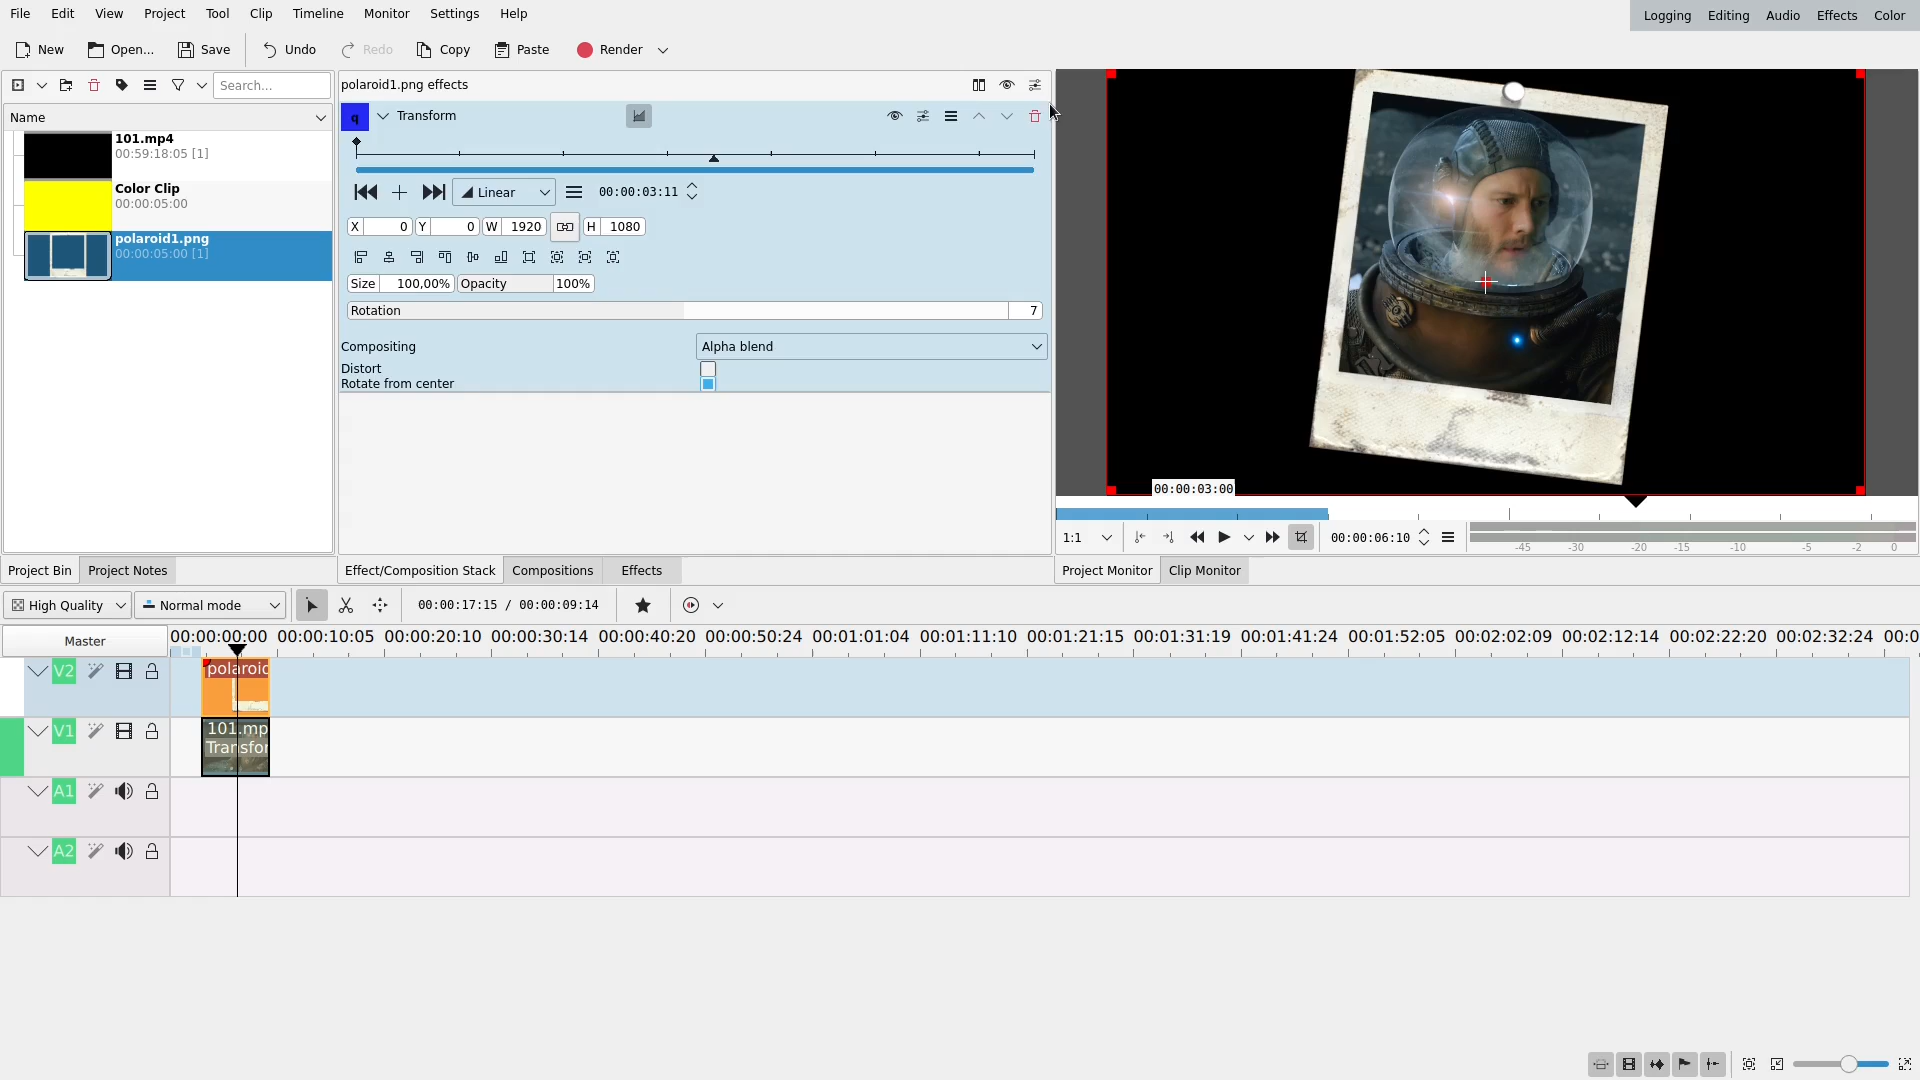 File Edit View Project Tool Clip Timeline Monitor Settings Help
Logging Editing Audio Effects Color
New Open... Save Undo Redo Copy Paste Render
Search...
polaroid1.png effects
Name
q Transform
101.mp4
00:59:18:05 [1]
Color Clip
00:00:05:00
polaroid1.png
00:00:05:00 [1]
Linear 00:00:03:11
X 0 Y 0 W 1920 H 1080
Size 100,00% Opacity 100%
Rotation 7
Compositing Alpha blend
Distort
Rotate from center
00:00:03:00
1:1 00:00:06:10
-45 -30 -20 -15 -10 -5 -2 0
Project Bin Project Notes Effect/Composition Stack Compositions Effects Project Monitor Clip Monitor
High Quality Normal mode 00:00:17:15 / 00:00:09:14
Master 00:00:00:00 00:00:10:05 00:00:20:10 00:00:30:14 00:00:40:20 00:00:50:24 00:01:01:04 00:01:11:10 00:01:21:15 00:01:31:19 00:01:41:24 00:01:52:05 00:02:02:09 00:02:12:14 00:02:22:20 00:02:32:24 00:0
V2 polaroid
V1 101.mp
Transfor
A1
A2